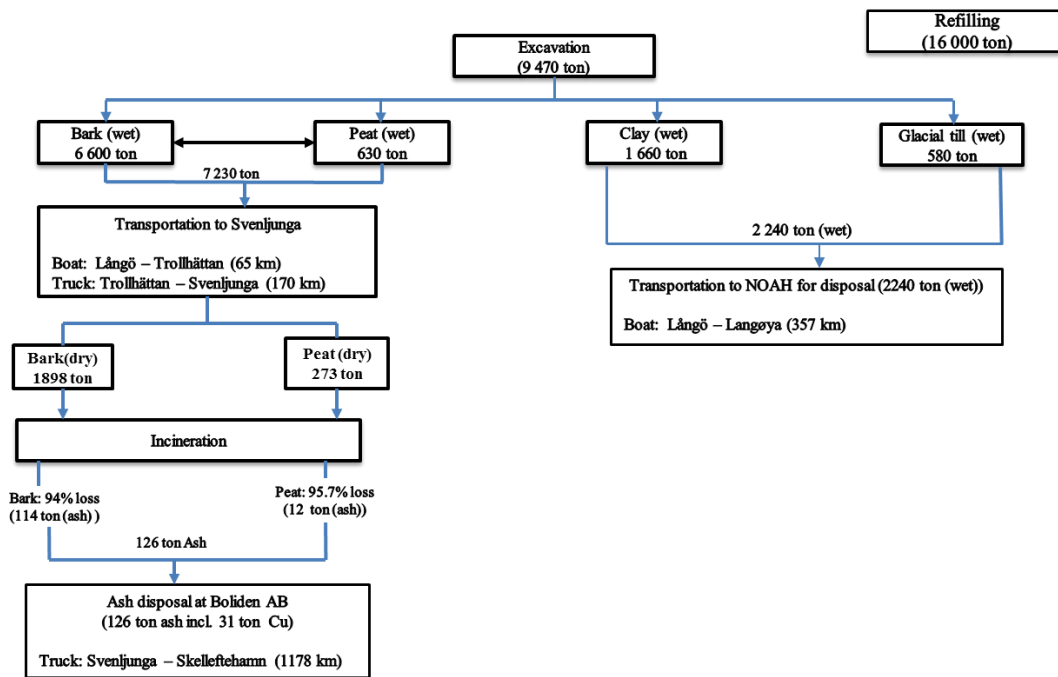 Refilling
(16 000 ton)
Excavation
(9 470 ton)
Bark (wet)
6 600 ton
Peat (wet)
630 ton
Clay (wet)
1 660 ton
Glacial till (wet)
580 ton
7 230 ton
Transportation to Svenljunga
Boat: Långö – Trollhättan (65 km)
Truck: Trollhättan – Svenljunga (170 km)
2 240 ton (wet)
Transportation to NOAH for disposal (2240 ton (wet))
Boat: Långö – Langøya (357 km)
Bark(dry)
1898 ton
Peat (dry)
273 ton
Incineration
Bark: 94% loss
(114 ton (ash) )
Peat: 95.7% loss
(12 ton (ash))
126 ton Ash
Ash disposal at Boliden AB
(126 ton ash incl. 31 ton Cu)
Truck: Svenljunga – Skelleftehamn (1178 km)